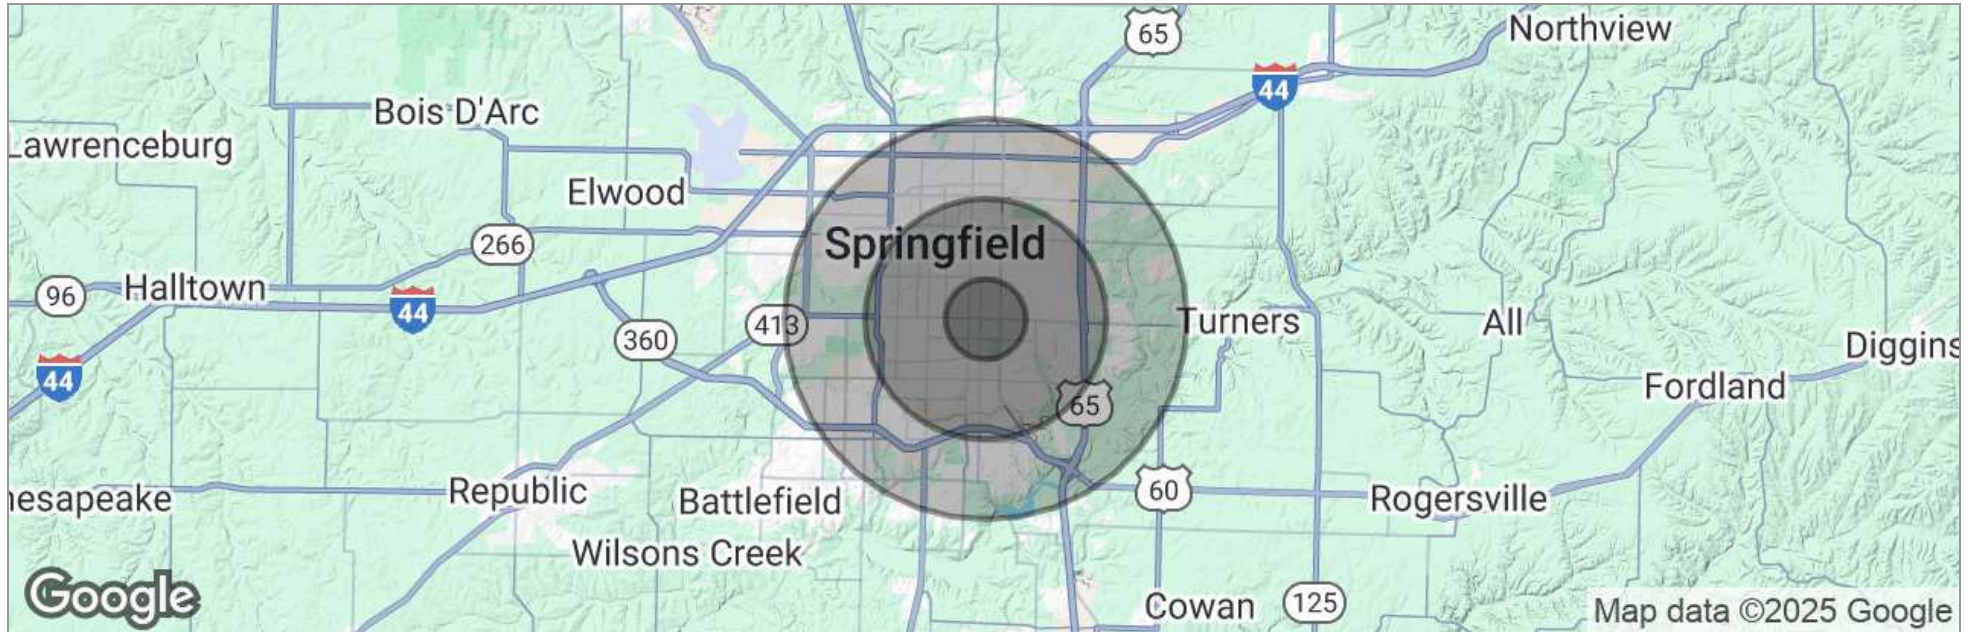 65
Northview
44
Bois D'Arc
Lawrenceburg
Elwood
Springfield
266
96
Halltown
44
413
360
Turners
All
Diggins
44
65
Fordland
Republic
Battlefield
60
Rogersville
hesapeake
Wilsons Creek
Google
Cowan
125
Map data ©2025 Google